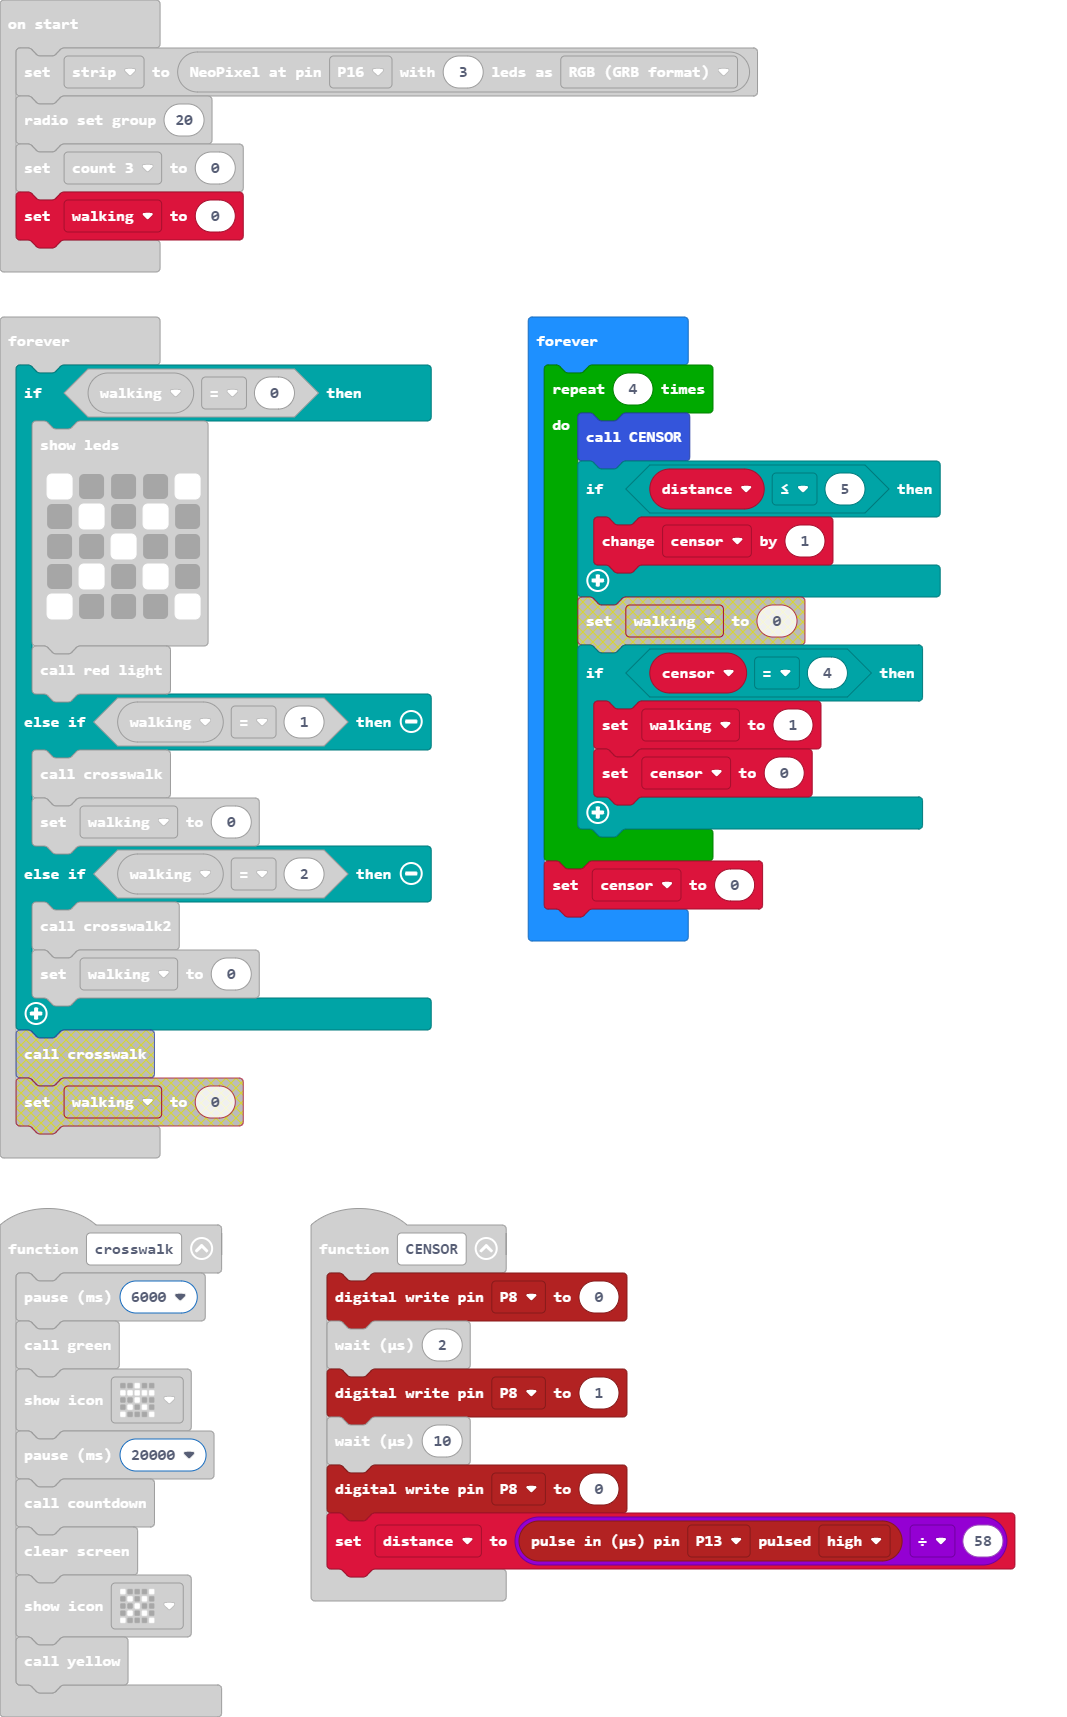 on start
set strip to NeoPixel at pin P16 with 3 leds as RGB (GRB format)
radio set group 20
set count 3 to 0
set walking to 0
forever
if walking = 0 then
show leds
call red light
else if walking = 1 then
call crosswalk
set walking to 0
else if walking = 2 then
call crosswalk2
set walking to 0
call crosswalk
set walking to 0
forever
repeat 4 times
do
call CENSOR
if distance ≤ 5 then
change censor by 1
set walking to 0
if censor = 4 then
set walking to 1
set censor to 0
set censor to 0
function crosswalk
pause (ms) 6000
call green
show icon
pause (ms) 20000
call countdown
clear screen
show icon
call yellow
function CENSOR
digital write pin P8 to 0
wait (µs) 2
digital write pin P8 to 1
wait (µs) 10
digital write pin P8 to 0
set distance to pulse in (µs) pin P13 pulsed high ÷ 58